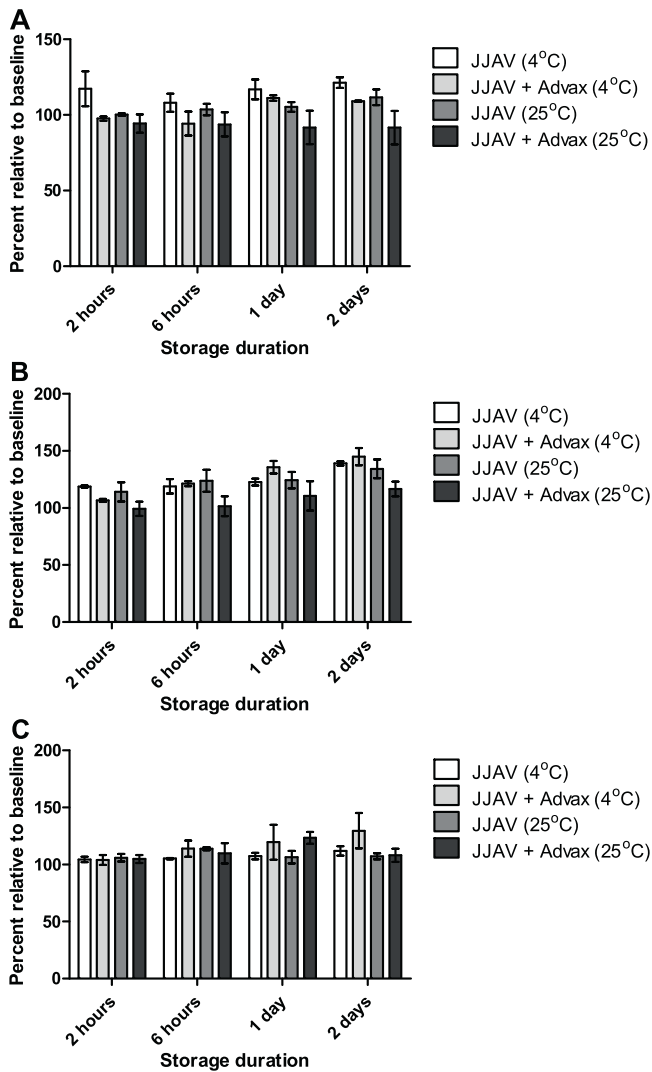 A
Percent relative to baseline
150
100
50
0
2 hours
6 hours
1 day
2 days
Storage duration
JJAV (4°C)
JJAV + Advax (4°C)
JJAV (25°C)
JJAV + Advax (25°C)
B
Percent relative to baseline
200
150
100
50
0
2 hours
6 hours
1 day
2 days
Storage duration
JJAV (4°C)
JJAV + Advax (4°C)
JJAV (25°C)
JJAV + Advax (25°C)
C
Percent relative to baseline
200
150
100
50
0
2 hours
6 hours
1 day
2 days
Storage duration
JJAV (4°C)
JJAV + Advax (4°C)
JJAV (25°C)
JJAV + Advax (25°C)